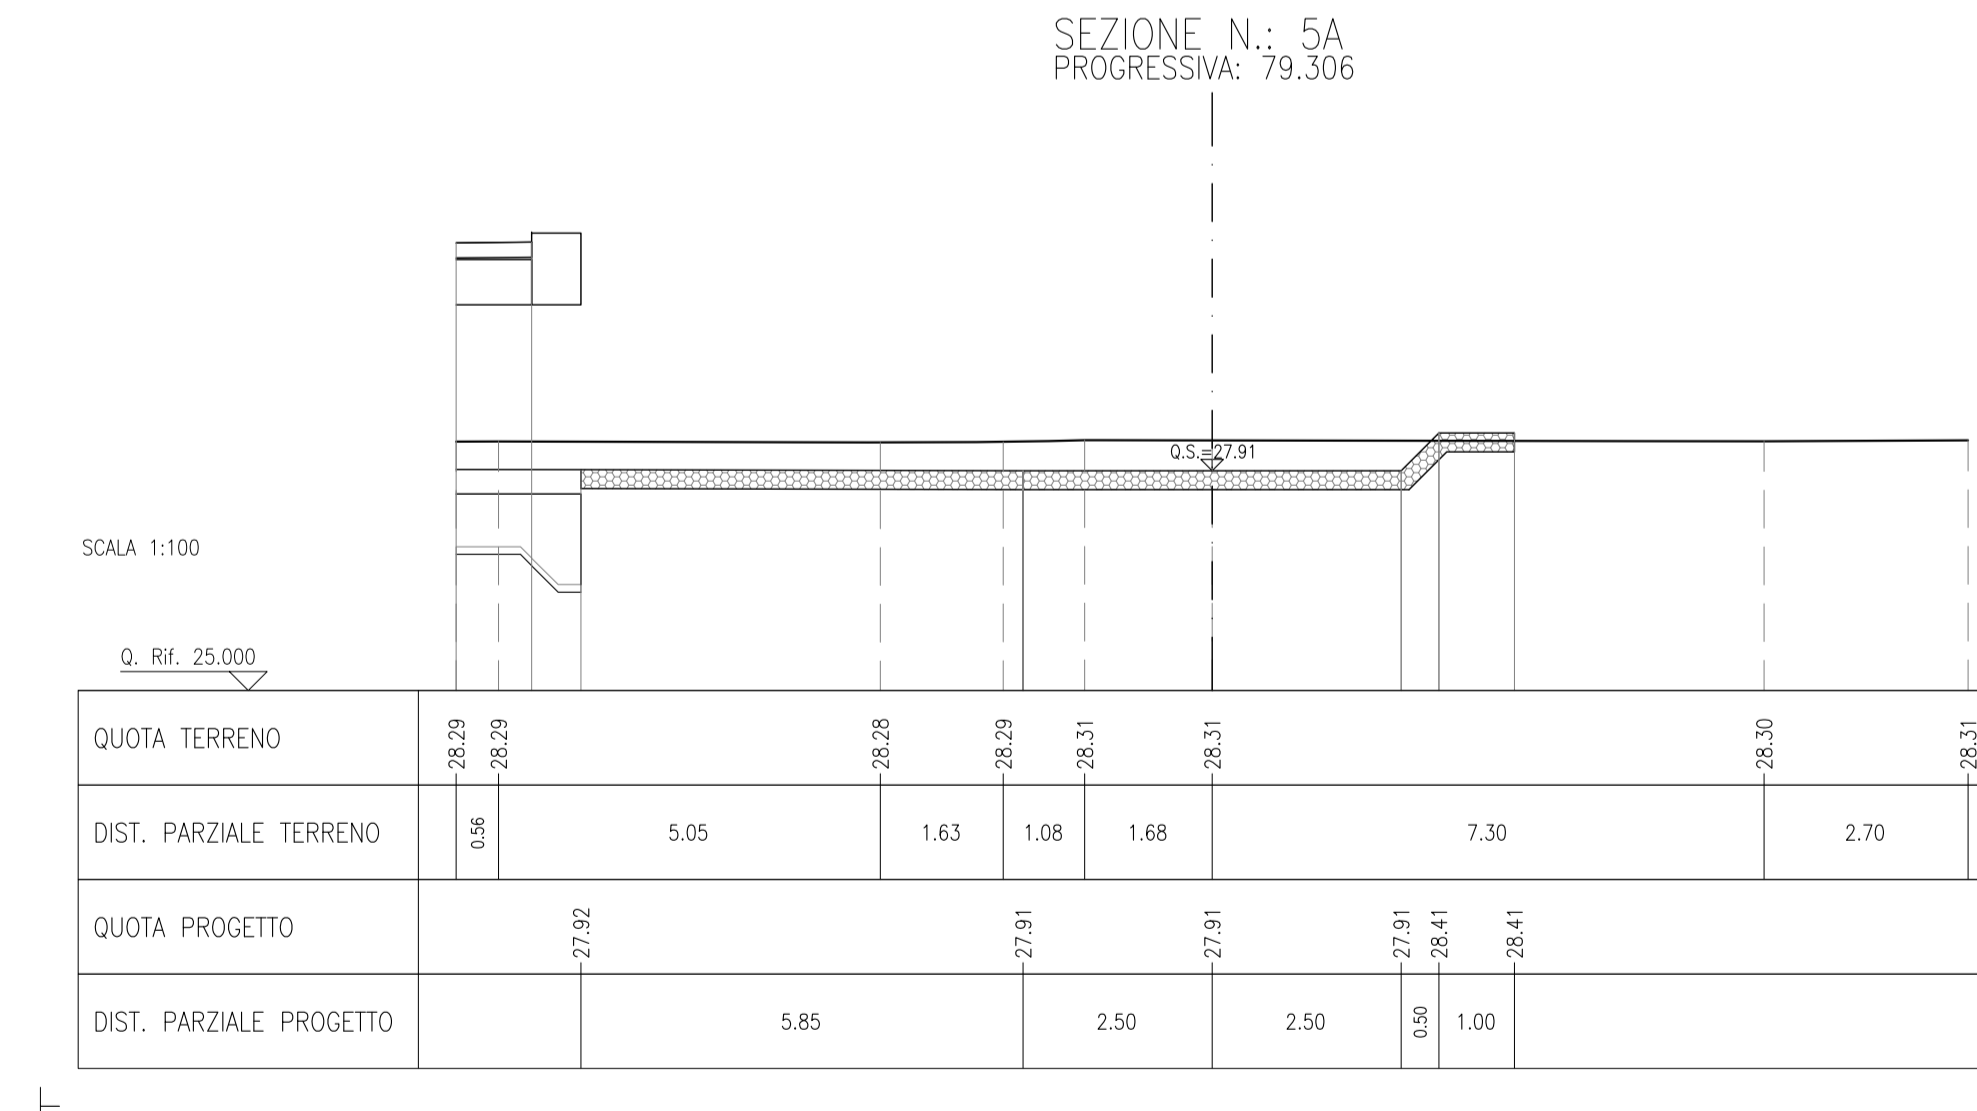 SEZIONE N.: 5A
PROGRESSIVA: 79.306
Q.S.=27.91
SCALA 1:100
Q. Rif. 25.000
QUOTA TERRENO 28.29 28.29 28.28 28.29 28.31 28.31 28.30 28.31
DIST. PARZIALE TERRENO 0.56 5.05 1.63 1.08 1.68 7.30 2.70
QUOTA PROGETTO 27.92 27.91 27.91 27.91 28.41 28.41
DIST. PARZIALE PROGETTO 5.85 2.50 2.50 0.50 1.00